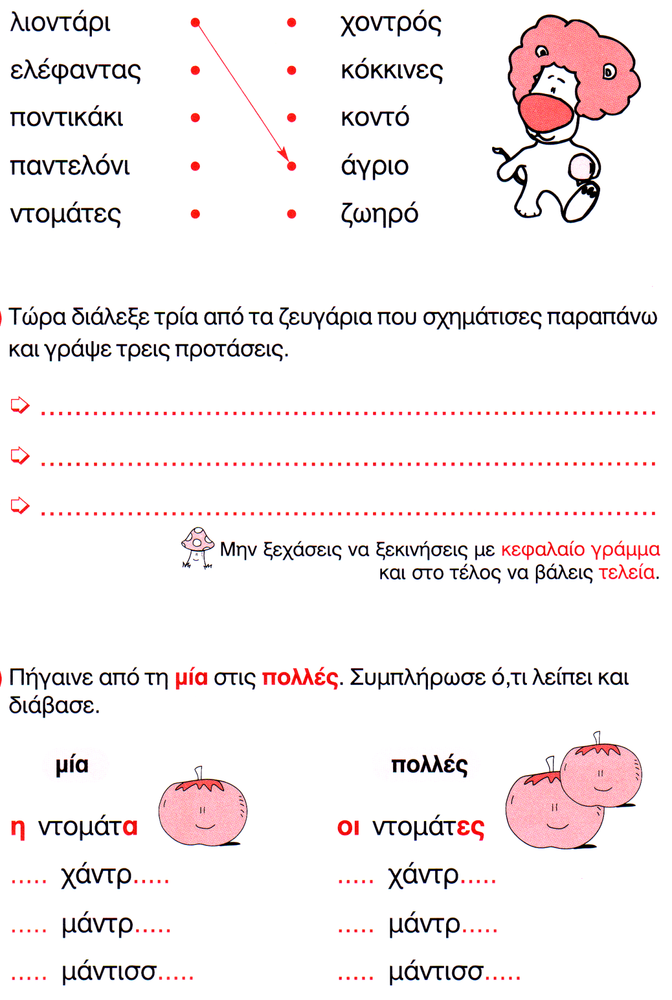 λιοντάρι χοντρός
ελέφαντας κόκκινες
ποντικάκι κοντό
παντελόνι άγριο
ντομάτες ζωηρό
Τώρα διάλεξε τρία από τα ζευγάρια που σχημάτισες παραπάνω
και γράψε τρεις προτάσεις.
................................................................
................................................................
................................................................
Μην ξεχάσεις να ξεκινήσεις με κεφαλαίο γράμμα
και στο τέλος να βάλεις τελεία.
Πήγαινε από τη μία στις πολλές. Συμπλήρωσε ό,τι λείπει και
διάβασε.
μία πολλές
η ντομάτα οι ντομάτες
..... χάντρ..... ..... χάντρ.....
..... μάντρ..... ..... μάντρ.....
..... μάντισσ..... ..... μάντισσ.....